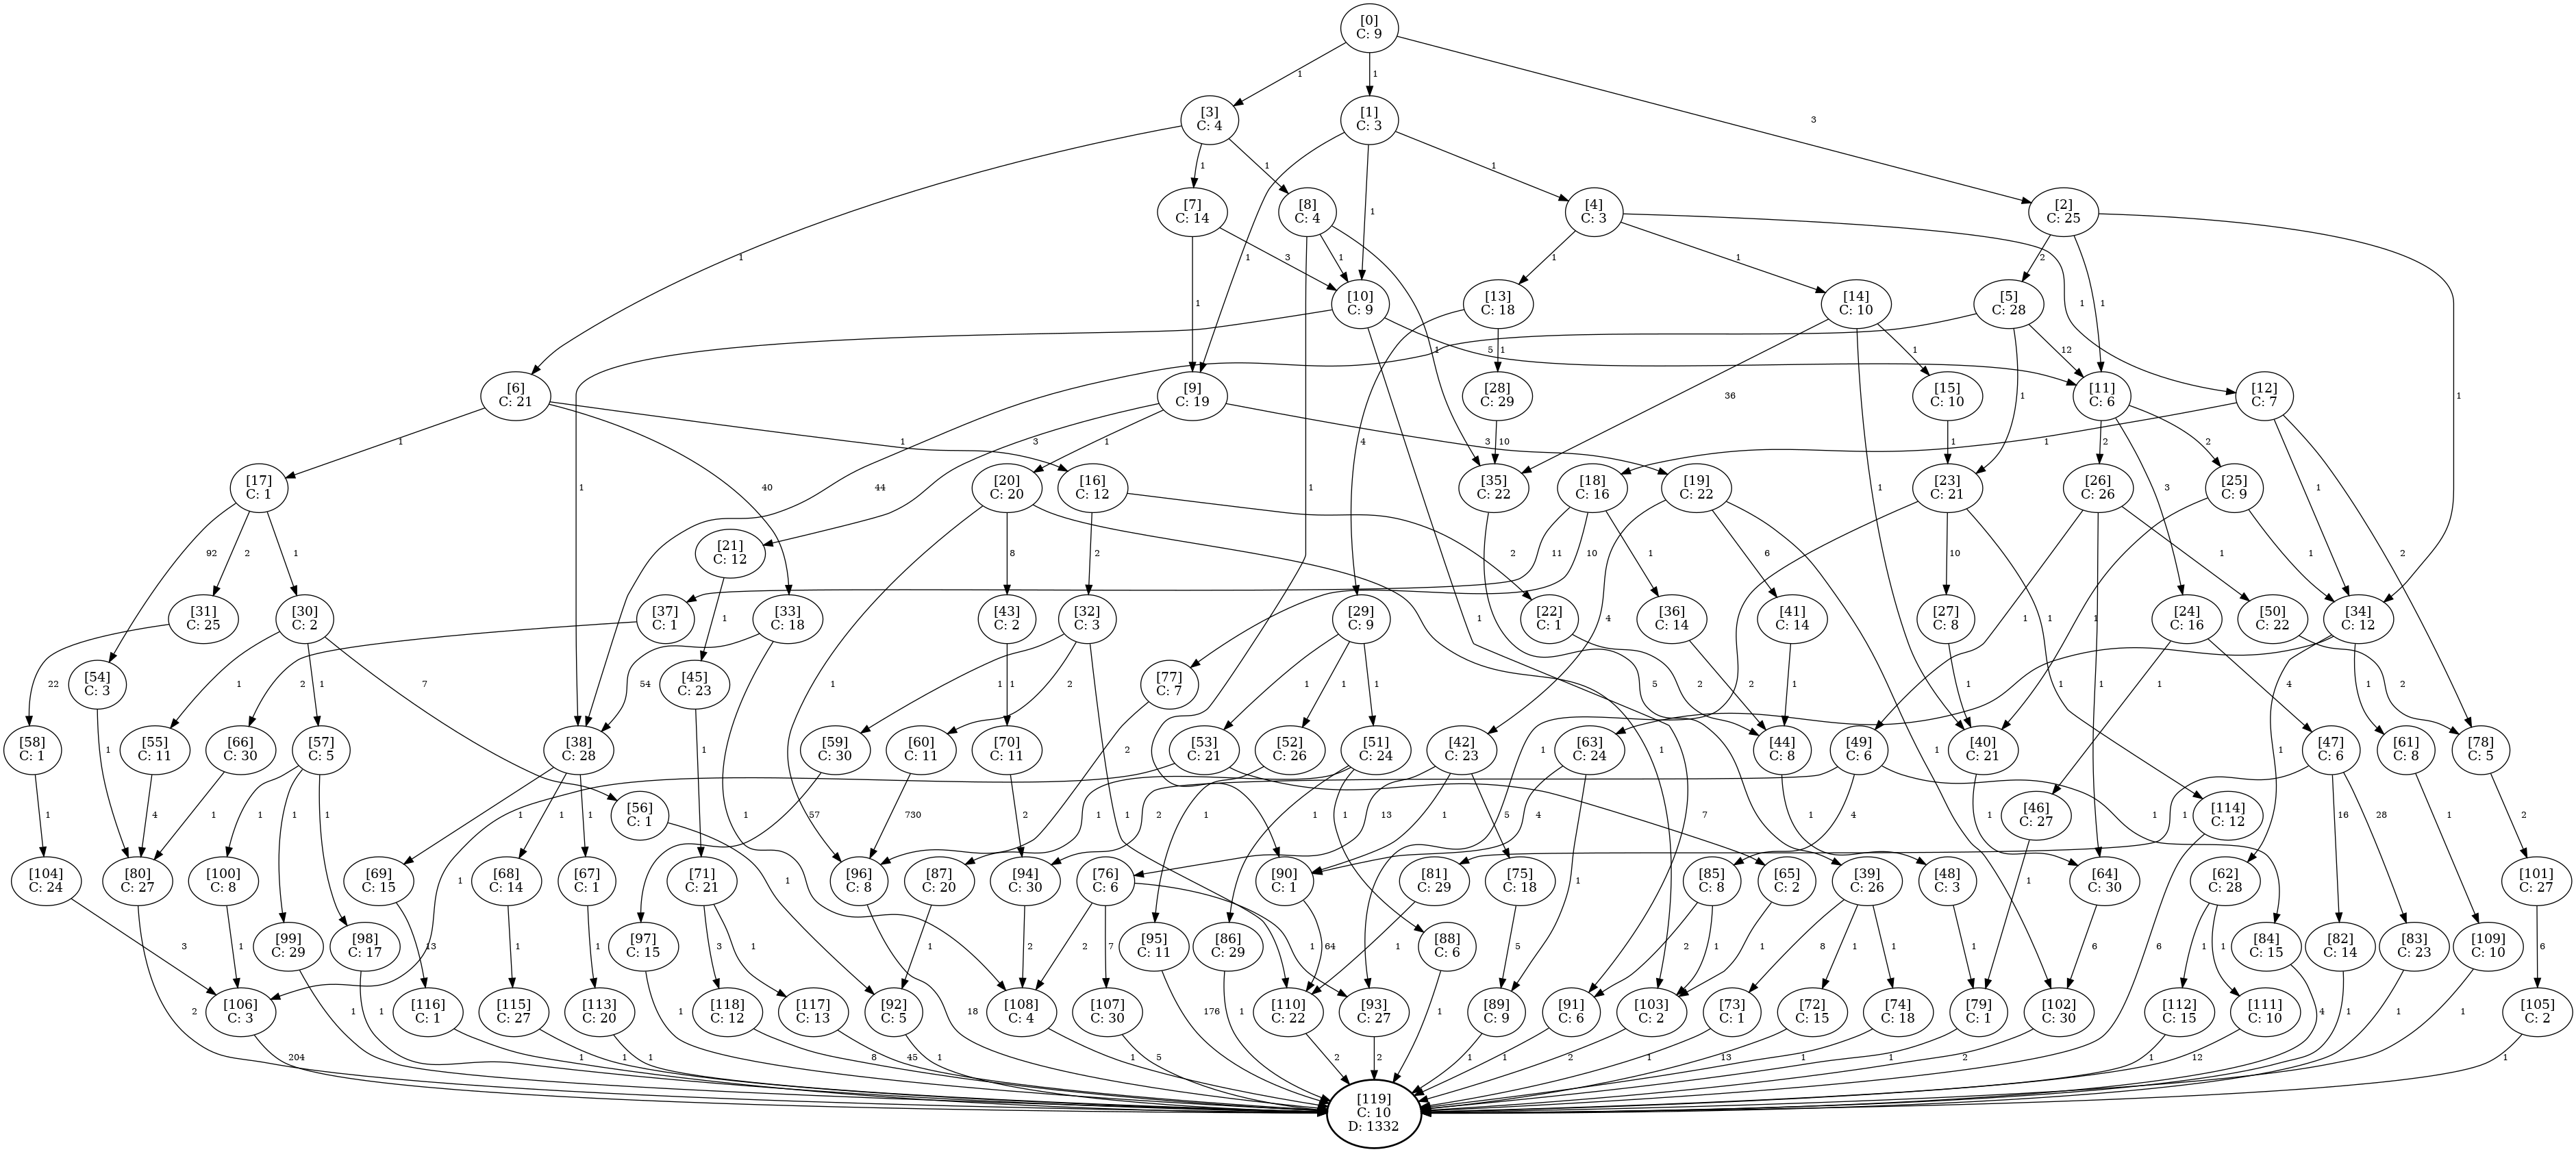 [0]
C: 9
1
1
3
[3]
C: 4
[1]
C: 3
1
1
1
1
1
1
[7]
C: 14
[8]
C: 4
[4]
C: 3
[2]
C: 25
3
1
1
1
1
1
2
1
1
1
[10]
C: 9
[13]
C: 18
[14]
C: 10
[5]
C: 28
1
1
5
1
36
1
12
[6]
C: 21
[9]
C: 19
[28]
C: 29
[15]
C: 10
[11]
C: 6
[12]
C: 7
1
1
1
3
1
3
4
10
1
1
1
2
2
1
1
40
44
1
1
3
1
2
[17]
C: 1
[20]
C: 20
[16]
C: 12
[35]
C: 22
[18]
C: 16
[19]
C: 22
[23]
C: 21
[26]
C: 26
[25]
C: 9
92
2
1
[21]
C: 12
8
2
2
11
10
1
6
10
1
1
[31]
C: 25
[30]
C: 2
[37]
C: 1
1
[33]
C: 18
[43]
C: 2
[32]
C: 3
[29]
C: 9
1
[22]
C: 1
[36]
C: 14
4
[41]
C: 14
[27]
C: 8
1
1
1
[24]
C: 16
[50]
C: 22
[34]
C: 12
[54]
C: 3
22
1
1
7
2
[45]
C: 23
54
1
1
1
2
[77]
C: 7
1
1
1
5
2
2
1
1
1
1
4
1
2
[58]
C: 1
1
[55]
C: 11
[66]
C: 30
[57]
C: 5
[38]
C: 28
1
[59]
C: 30
[60]
C: 11
[70]
C: 11
2
[53]
C: 21
[52]
C: 26
[51]
C: 24
[42]
C: 23
1
[63]
C: 24
1
[44]
C: 8
[49]
C: 6
[40]
C: 21
1
[47]
C: 6
1
[61]
C: 8
[78]
C: 5
1
4
1
1
1
1
[56]
C: 1
1
1
1
1
57
730
2
1
1
2
1
1
1
13
1
5
4
5
7
1
4
1
[46]
C: 27
1
1
[114]
C: 12
16
28
1
2
[104]
C: 24
[80]
C: 27
[100]
C: 8
1
[69]
C: 15
[68]
C: 14
[67]
C: 1
[71]
C: 21
1
[96]
C: 8
[87]
C: 20
[94]
C: 30
[76]
C: 6
[90]
C: 1
[81]
C: 29
[75]
C: 18
1
[65]
C: 2
[85]
C: 8
[39]
C: 26
[48]
C: 3
1
[64]
C: 30
[62]
C: 28
[101]
C: 27
3
1
[99]
C: 29
[98]
C: 17
13
1
1
[97]
C: 15
3
1
1
2
2
7
1
[95]
C: 11
[86]
C: 29
64
1
[88]
C: 6
5
2
1
1
8
1
1
1
6
6
1
1
[84]
C: 15
[82]
C: 14
[83]
C: 23
[109]
C: 10
6
[106]
C: 3
[116]
C: 1
[115]
C: 27
[113]
C: 20
[118]
C: 12
[117]
C: 13
[92]
C: 5
[108]
C: 4
[107]
C: 30
[110]
C: 22
[93]
C: 27
[89]
C: 9
[91]
C: 6
[103]
C: 2
[73]
C: 1
[72]
C: 15
[74]
C: 18
[79]
C: 1
[102]
C: 30
[112]
C: 15
[111]
C: 10
[105]
C: 2
2
1
1
1
18
176
1
1
4
1
1
1
204
1
1
1
8
45
1
1
5
2
2
1
1
2
1
13
1
1
2
1
12
1
[119]
C: 10
D: 1332